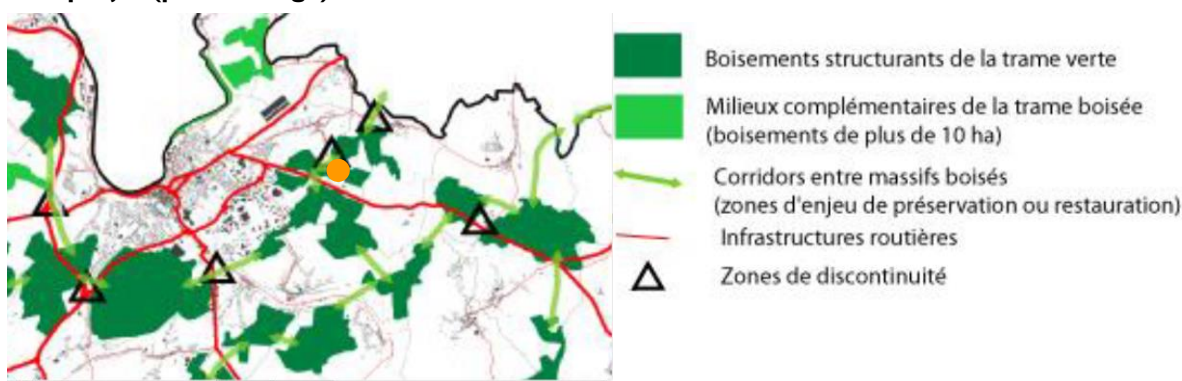 Boisements structurants de la trame verte
Milieux complémentaires de la trame boisée
(boisements de plus de 10 ha)
Corridors entre massifs boisés
(zones d'enjeu de préservation ou restauration)
Infrastructures routières
Zones de discontinuité